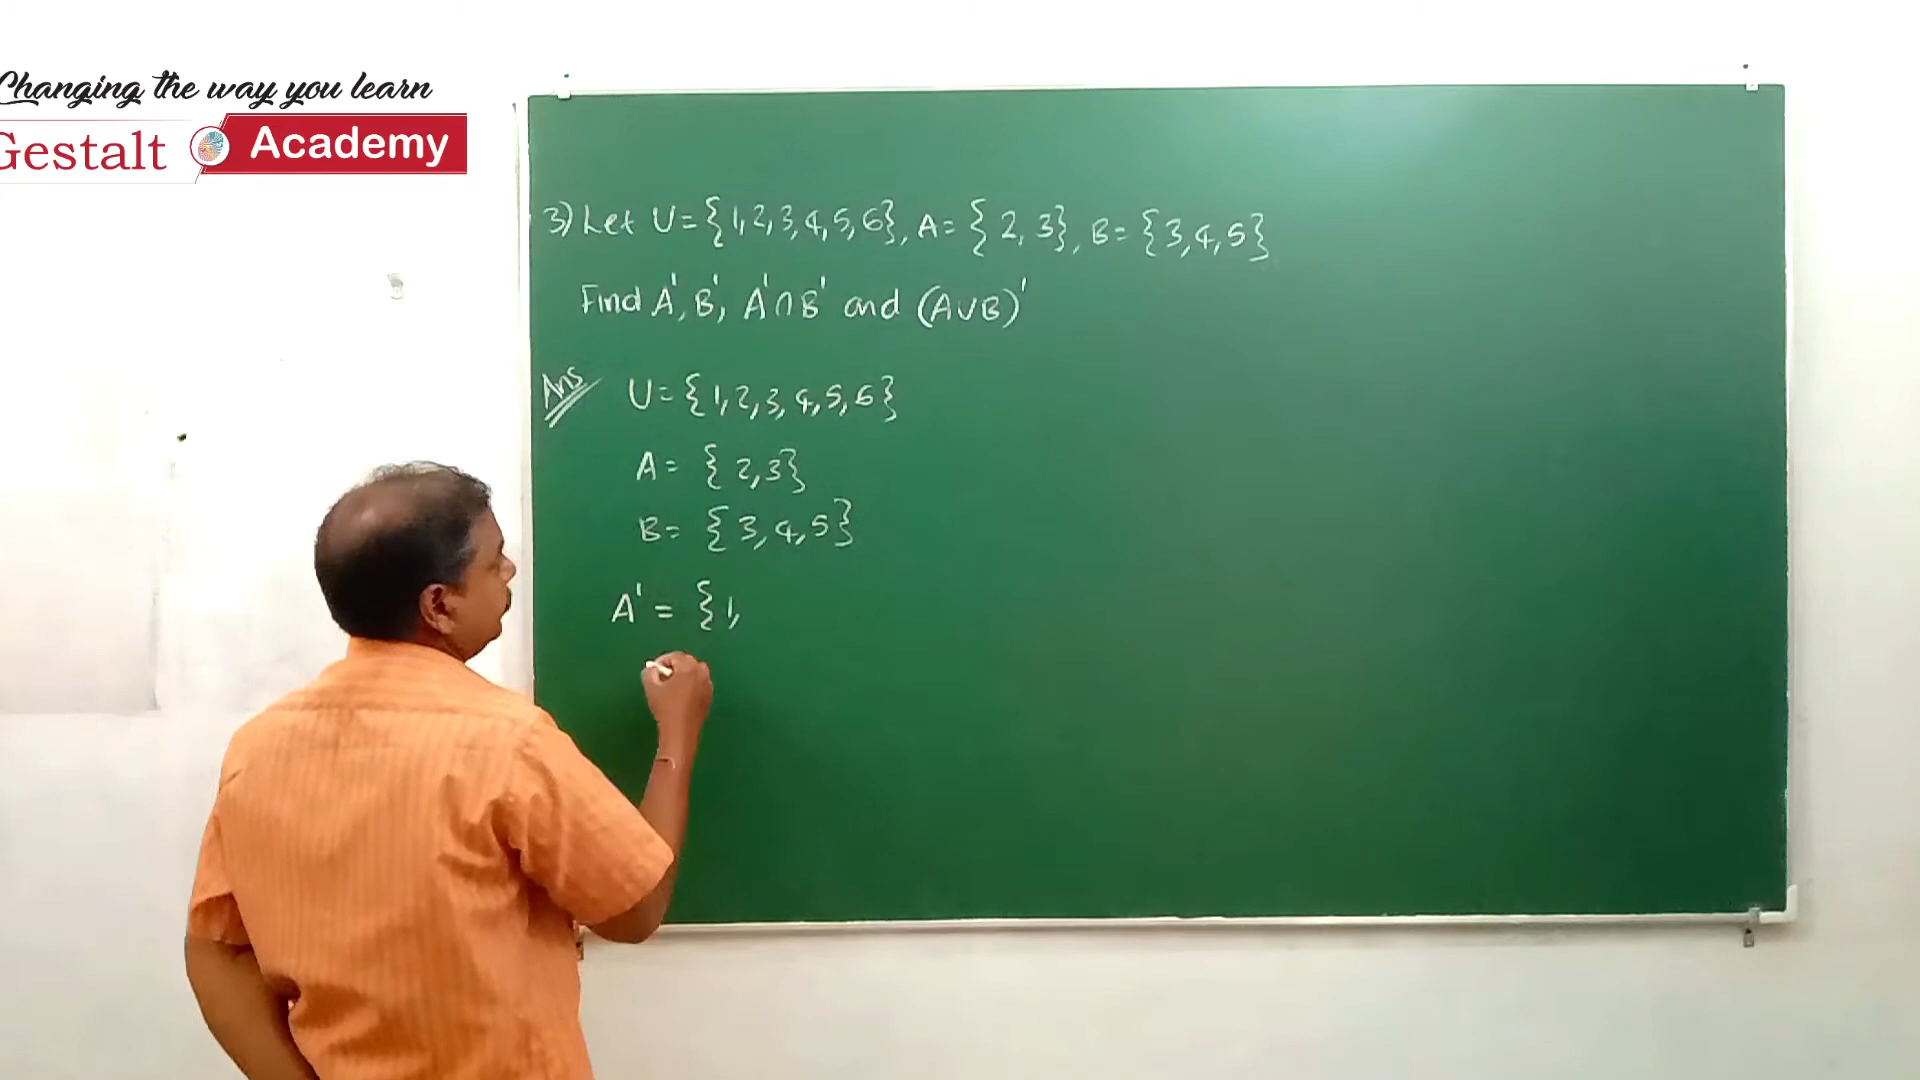 Changing the way you learn
Gestalt Academy
3) Let U = {1, 2, 3, 4, 5, 6}, A = {2, 3}, B = {3, 4, 5}
Find A', B', A'∩B' and (A∪B)'
Ans U = {1, 2, 3, 4, 5, 6}
A = {2, 3}
B = {3, 4, 5}
A' = {1,